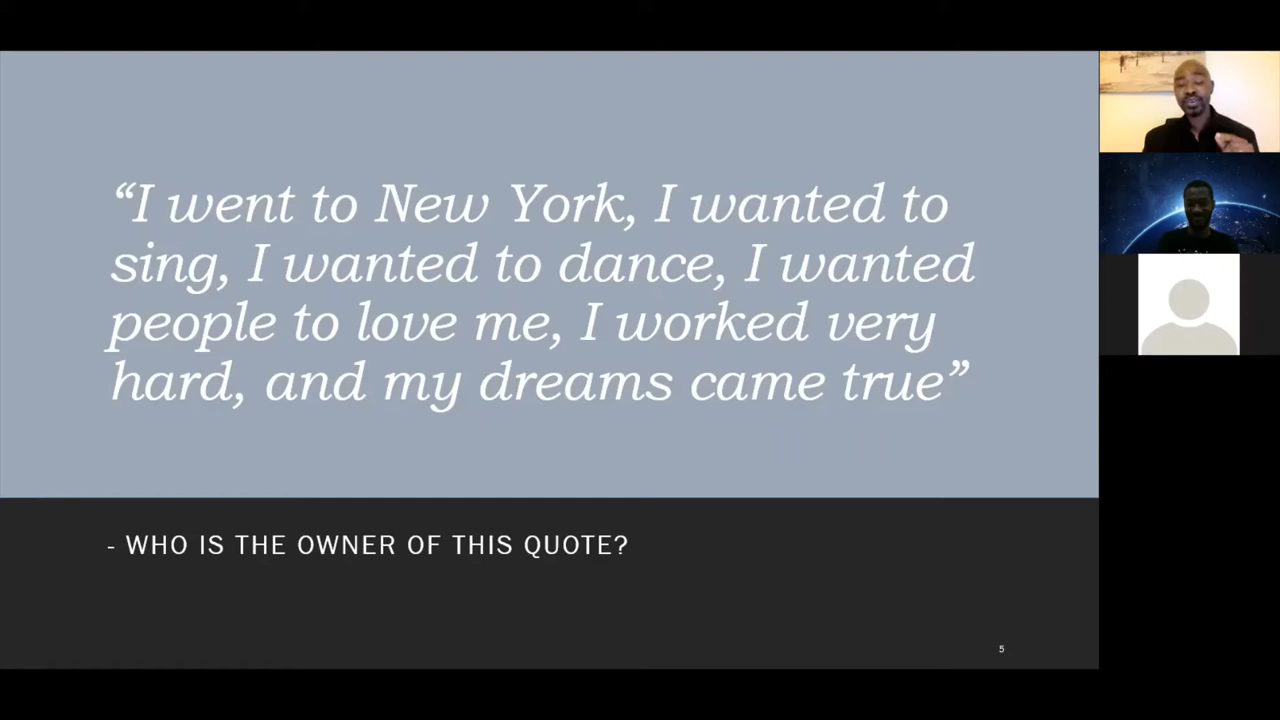 “I went to New York, I wanted to
sing, I wanted to dance, I wanted
people to love me, I worked very
hard, and my dreams came true”
- WHO IS THE OWNER OF THIS QUOTE?
5